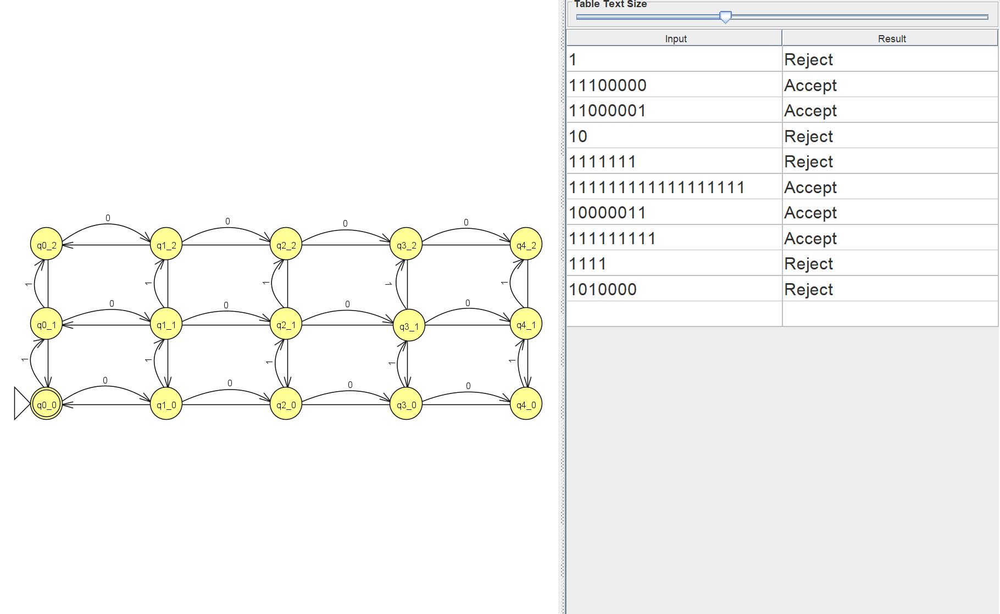 Table Text Size
Input Result
1 Reject
11100000 Accept
11000001 Accept
10 Reject
1111111 Reject
111111111111111111 Accept
10000011 Accept
111111111 Accept
1111 Reject
1010000 Reject
0 0 0 0
q0_2 q1_2 q2_2 q3_2 q4_2
1 1 1 1 1
0 0 0 0
q0_1 q1_1 q2_1 q3_1 q4_1
1 1 1 1 1
0 0 0 0
q0_0 q1_0 q2_0 q3_0 q4_0